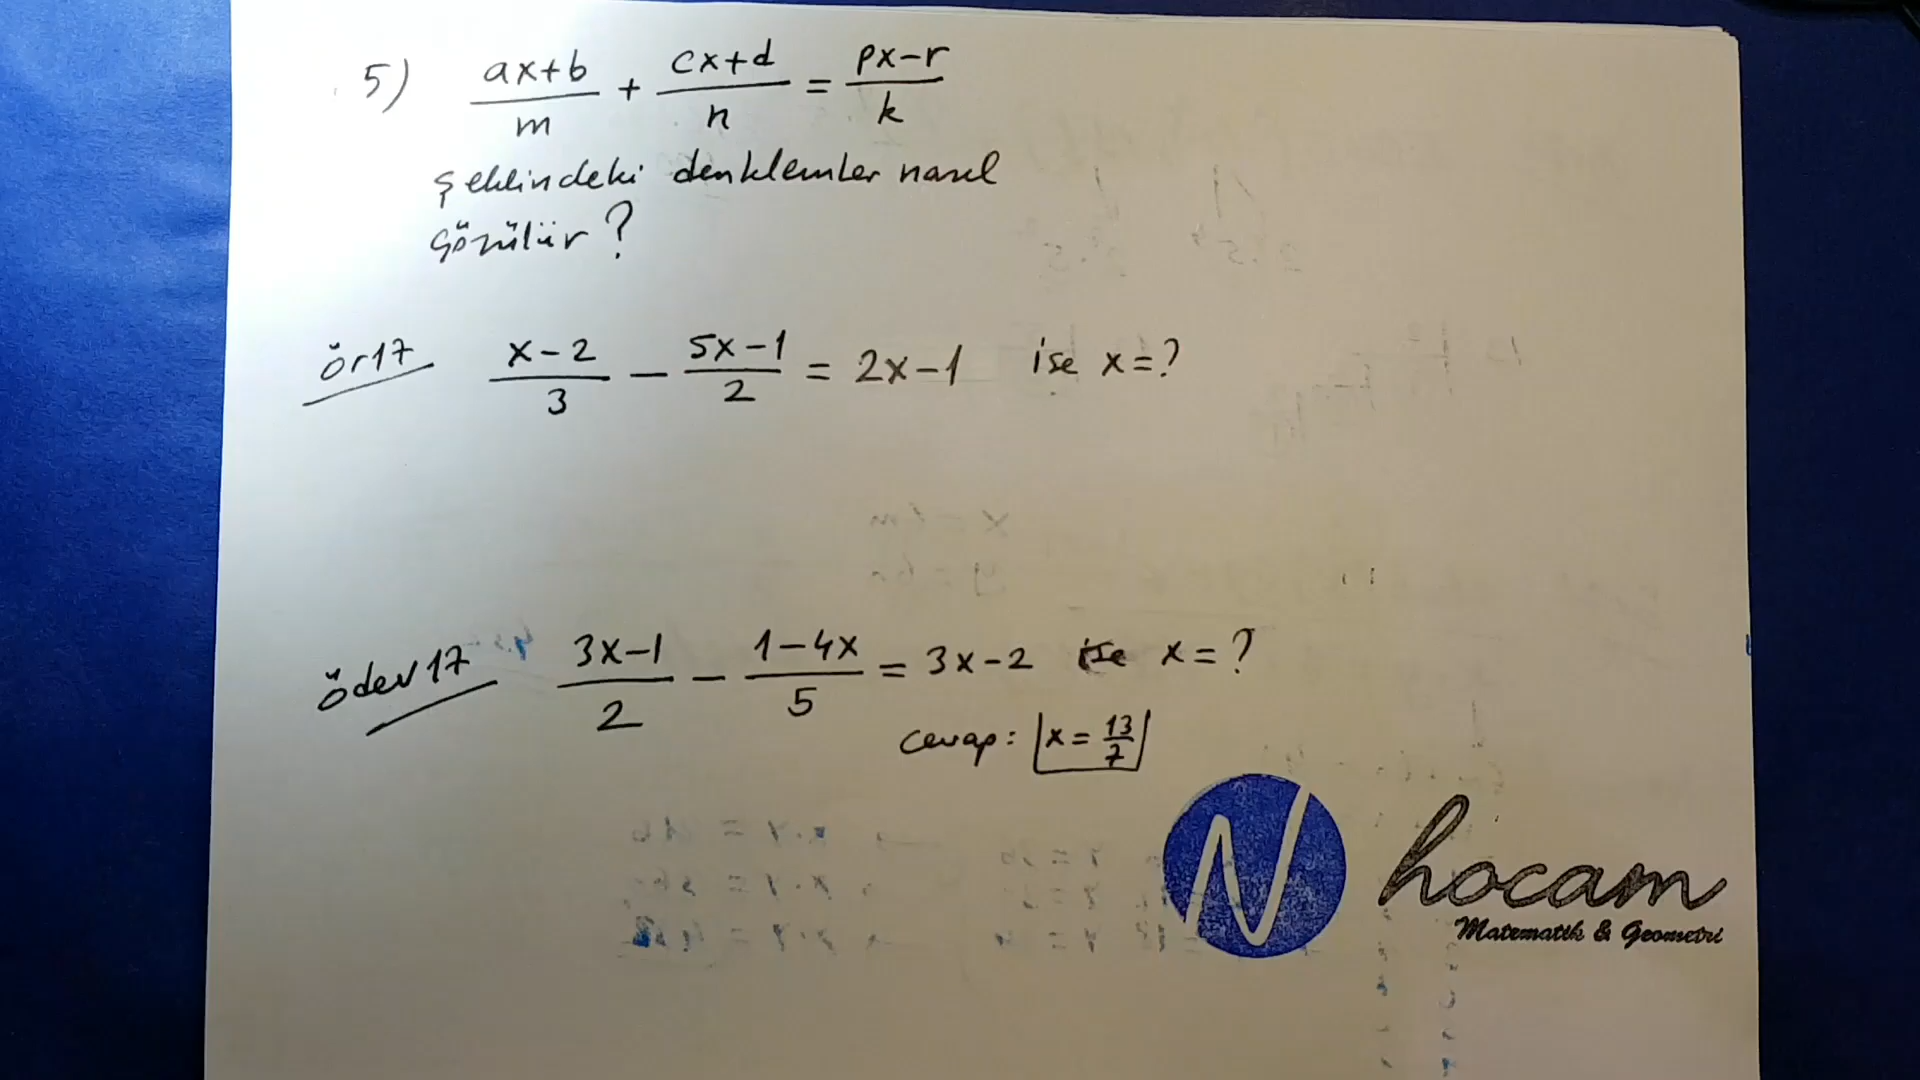 5) (ax+b)/m + (cx+d)/n = (px-r)/k
şeklindeki denklemler nasıl
çözülür?
ör17 (x-2)/3 - (5x-1)/2 = 2x-1 ise x=?
ödev17 (3x-1)/2 - (1-4x)/5 = 3x-2 ise x=?
cevap: x = 13/7
N hocam
Matematik & Geometri